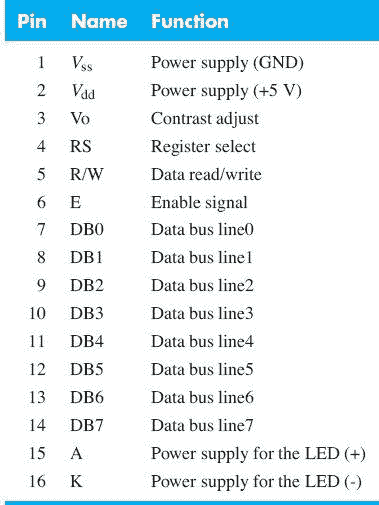 Pin Name Function
1 Vss Power supply (GND)
2 Vdd Power supply (+5 V)
3 Vo Contrast adjust
4 RS Register select
5 R/W Data read/write
6 E Enable signal
7 DB0 Data bus line0
8 DB1 Data bus line1
9 DB2 Data bus line2
10 DB3 Data bus line3
11 DB4 Data bus line4
12 DB5 Data bus line5
13 DB6 Data bus line6
14 DB7 Data bus line7
15 A Power supply for the LED (+)
16 K Power supply for the LED (-)